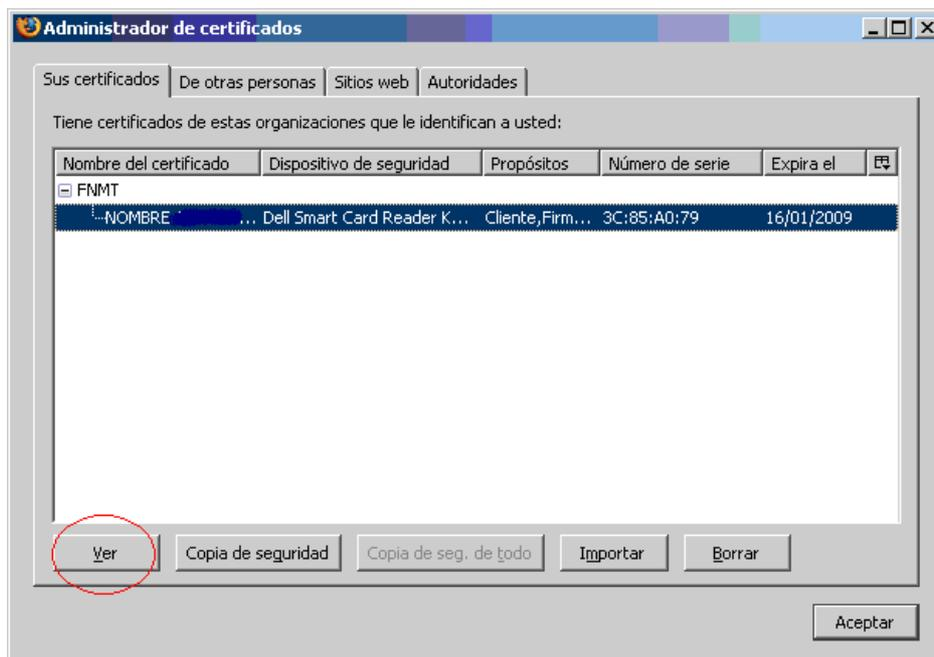 Administrador de certificados
Sus certificados De otras personas Sitios web Autoridades
Tiene certificados de estas organizaciones que le identifican a usted:
Nombre del certificado Dispositivo de seguridad Propósitos Número de serie Expira el
FNMT
NOMBRE ... Dell Smart Card Reader K... Cliente,Firm... 3C:85:A0:79 16/01/2009
Ver Copia de seguridad Copia de seg. de todo Importar Borrar
Aceptar